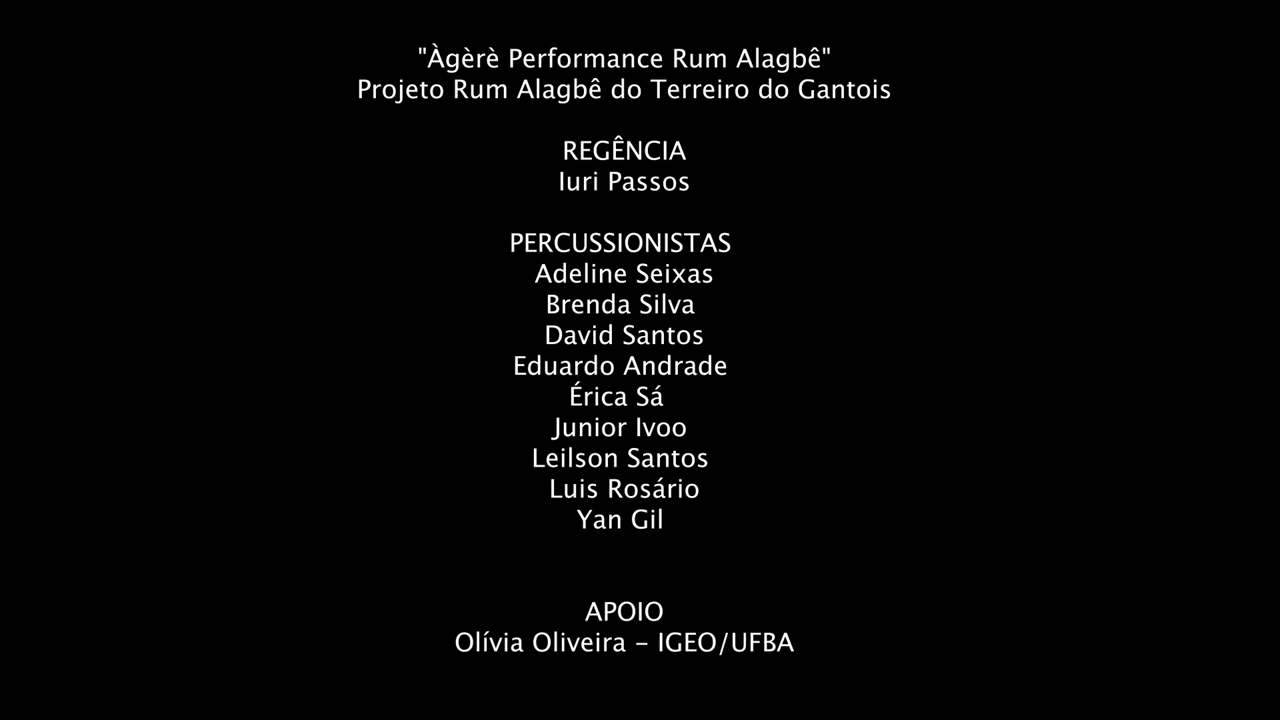 "Àgèrè Performance Rum Alagbê"
Projeto Rum Alagbê do Terreiro do Gantois
REGÊNCIA
Iuri Passos
PERCUSSIONISTAS
Adeline Seixas
Brenda Silva
David Santos
Eduardo Andrade
Érica Sá
Junior Ivoo
Leilson Santos
Luis Rosário
Yan Gil
APOIO
Olívia Oliveira – IGEO/UFBA